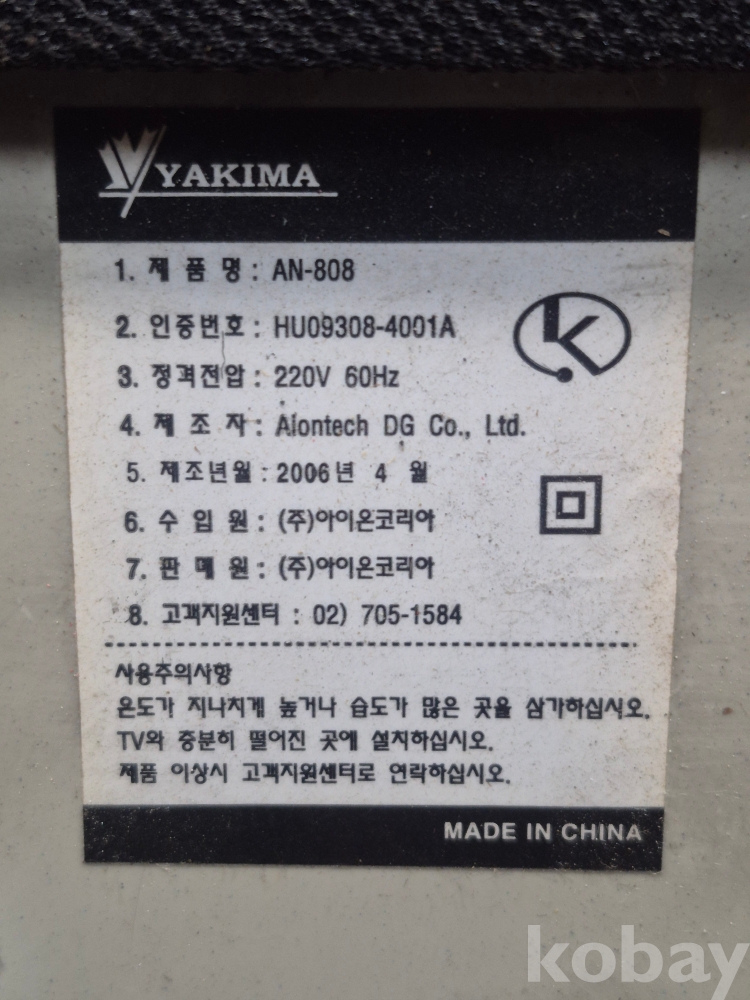 YAKIMA
1. 제 품 명 : AN-808
2. 인증번호 : HU09308-4001A
3. 정격전압 : 220V 60Hz
4. 제 조 자 : Aiontech DG Co., Ltd.
5. 제조년월 : 2006년 4 월
6. 수 입 원 : (주)아이온코리아
7. 판 매 원 : (주)아이온코리아
8. 고객지원센터 : 02) 705-1584
사용주의사항
온도가 지나치게 높거나 습도가 많은 곳을 삼가하십시오.
TV와 충분히 떨어진 곳에 설치하십시오.
제품 이상시 고객지원센터로 연락하십시오.
MADE IN CHINA
kobay